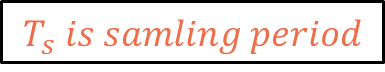 Tₛ is samling period